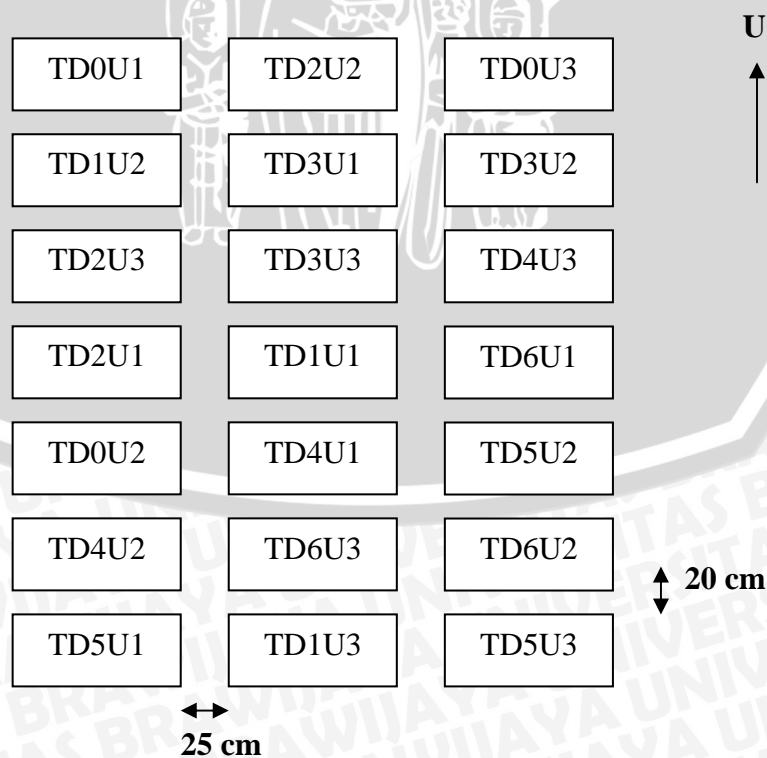 U
TD0U1 TD2U2 TD0U3
TD1U2 TD3U1 TD3U2
TD2U3 TD3U3 TD4U3
TD2U1 TD1U1 TD6U1
TD0U2 TD4U1 TD5U2
TD4U2 TD6U3 TD6U2
20 cm
TD5U1 TD1U3 TD5U3
25 cm